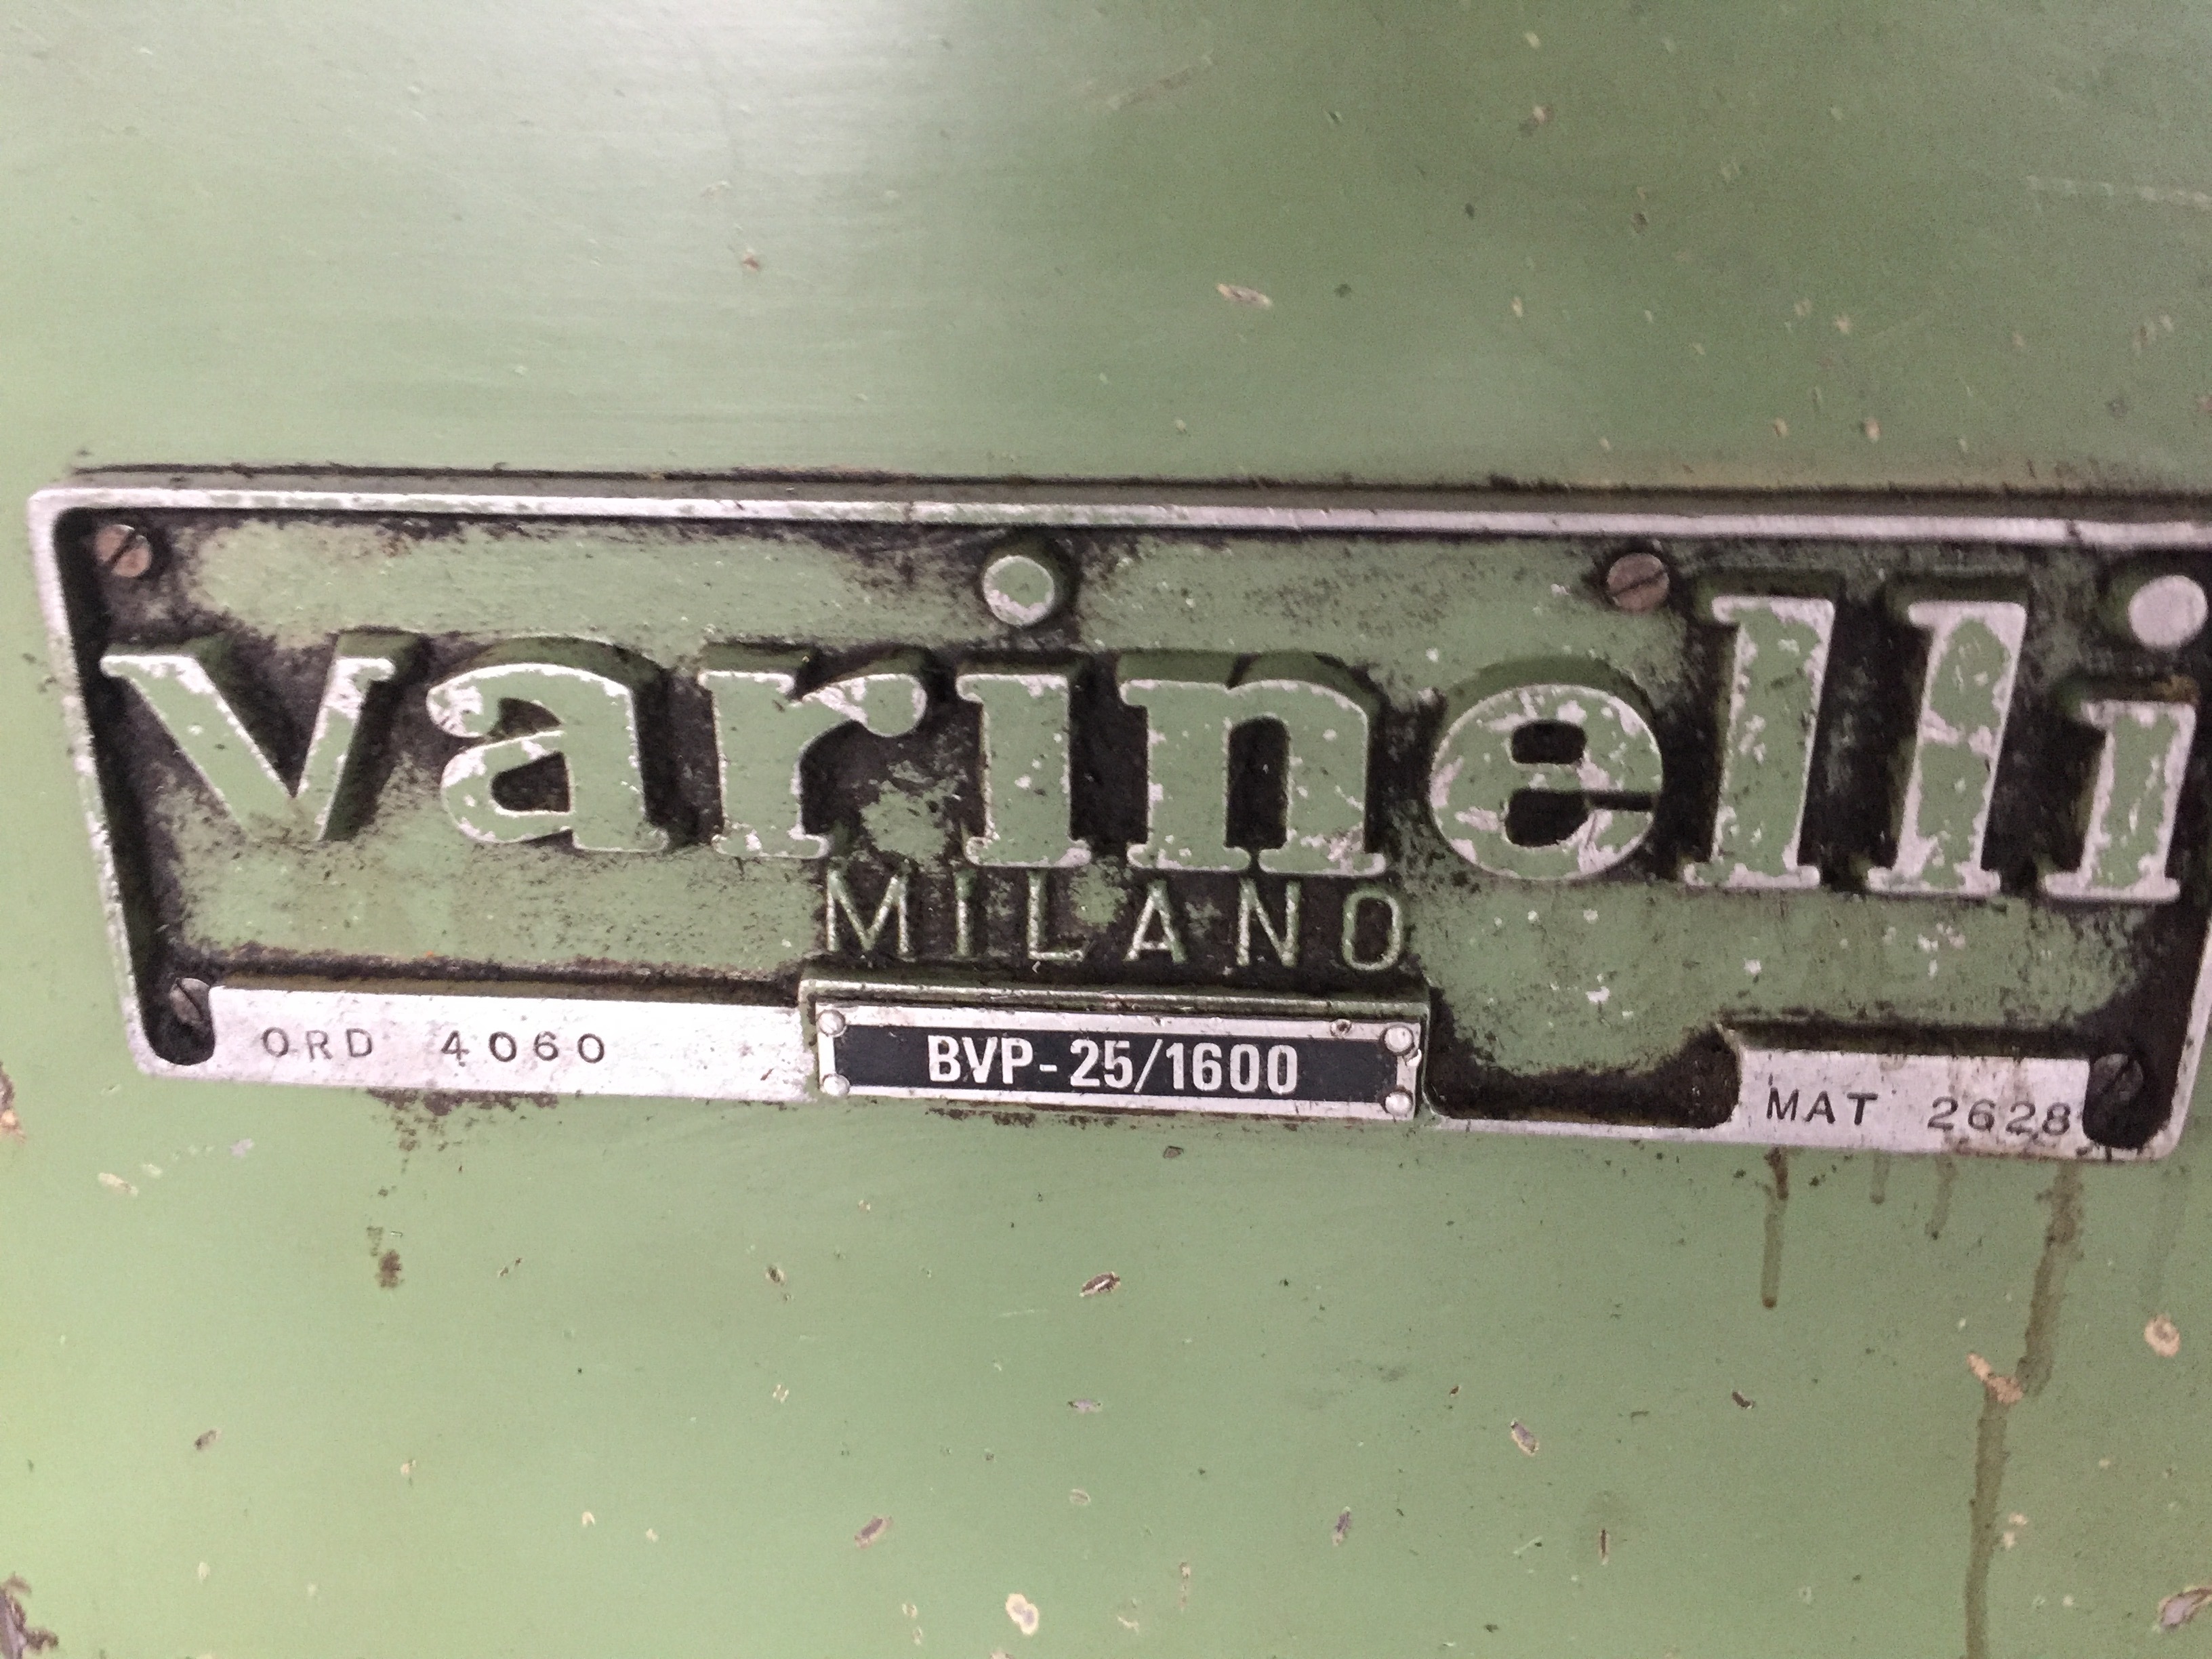 varinelli
MILANO
ORD 4060
BVP-25/1600
MAT 2628